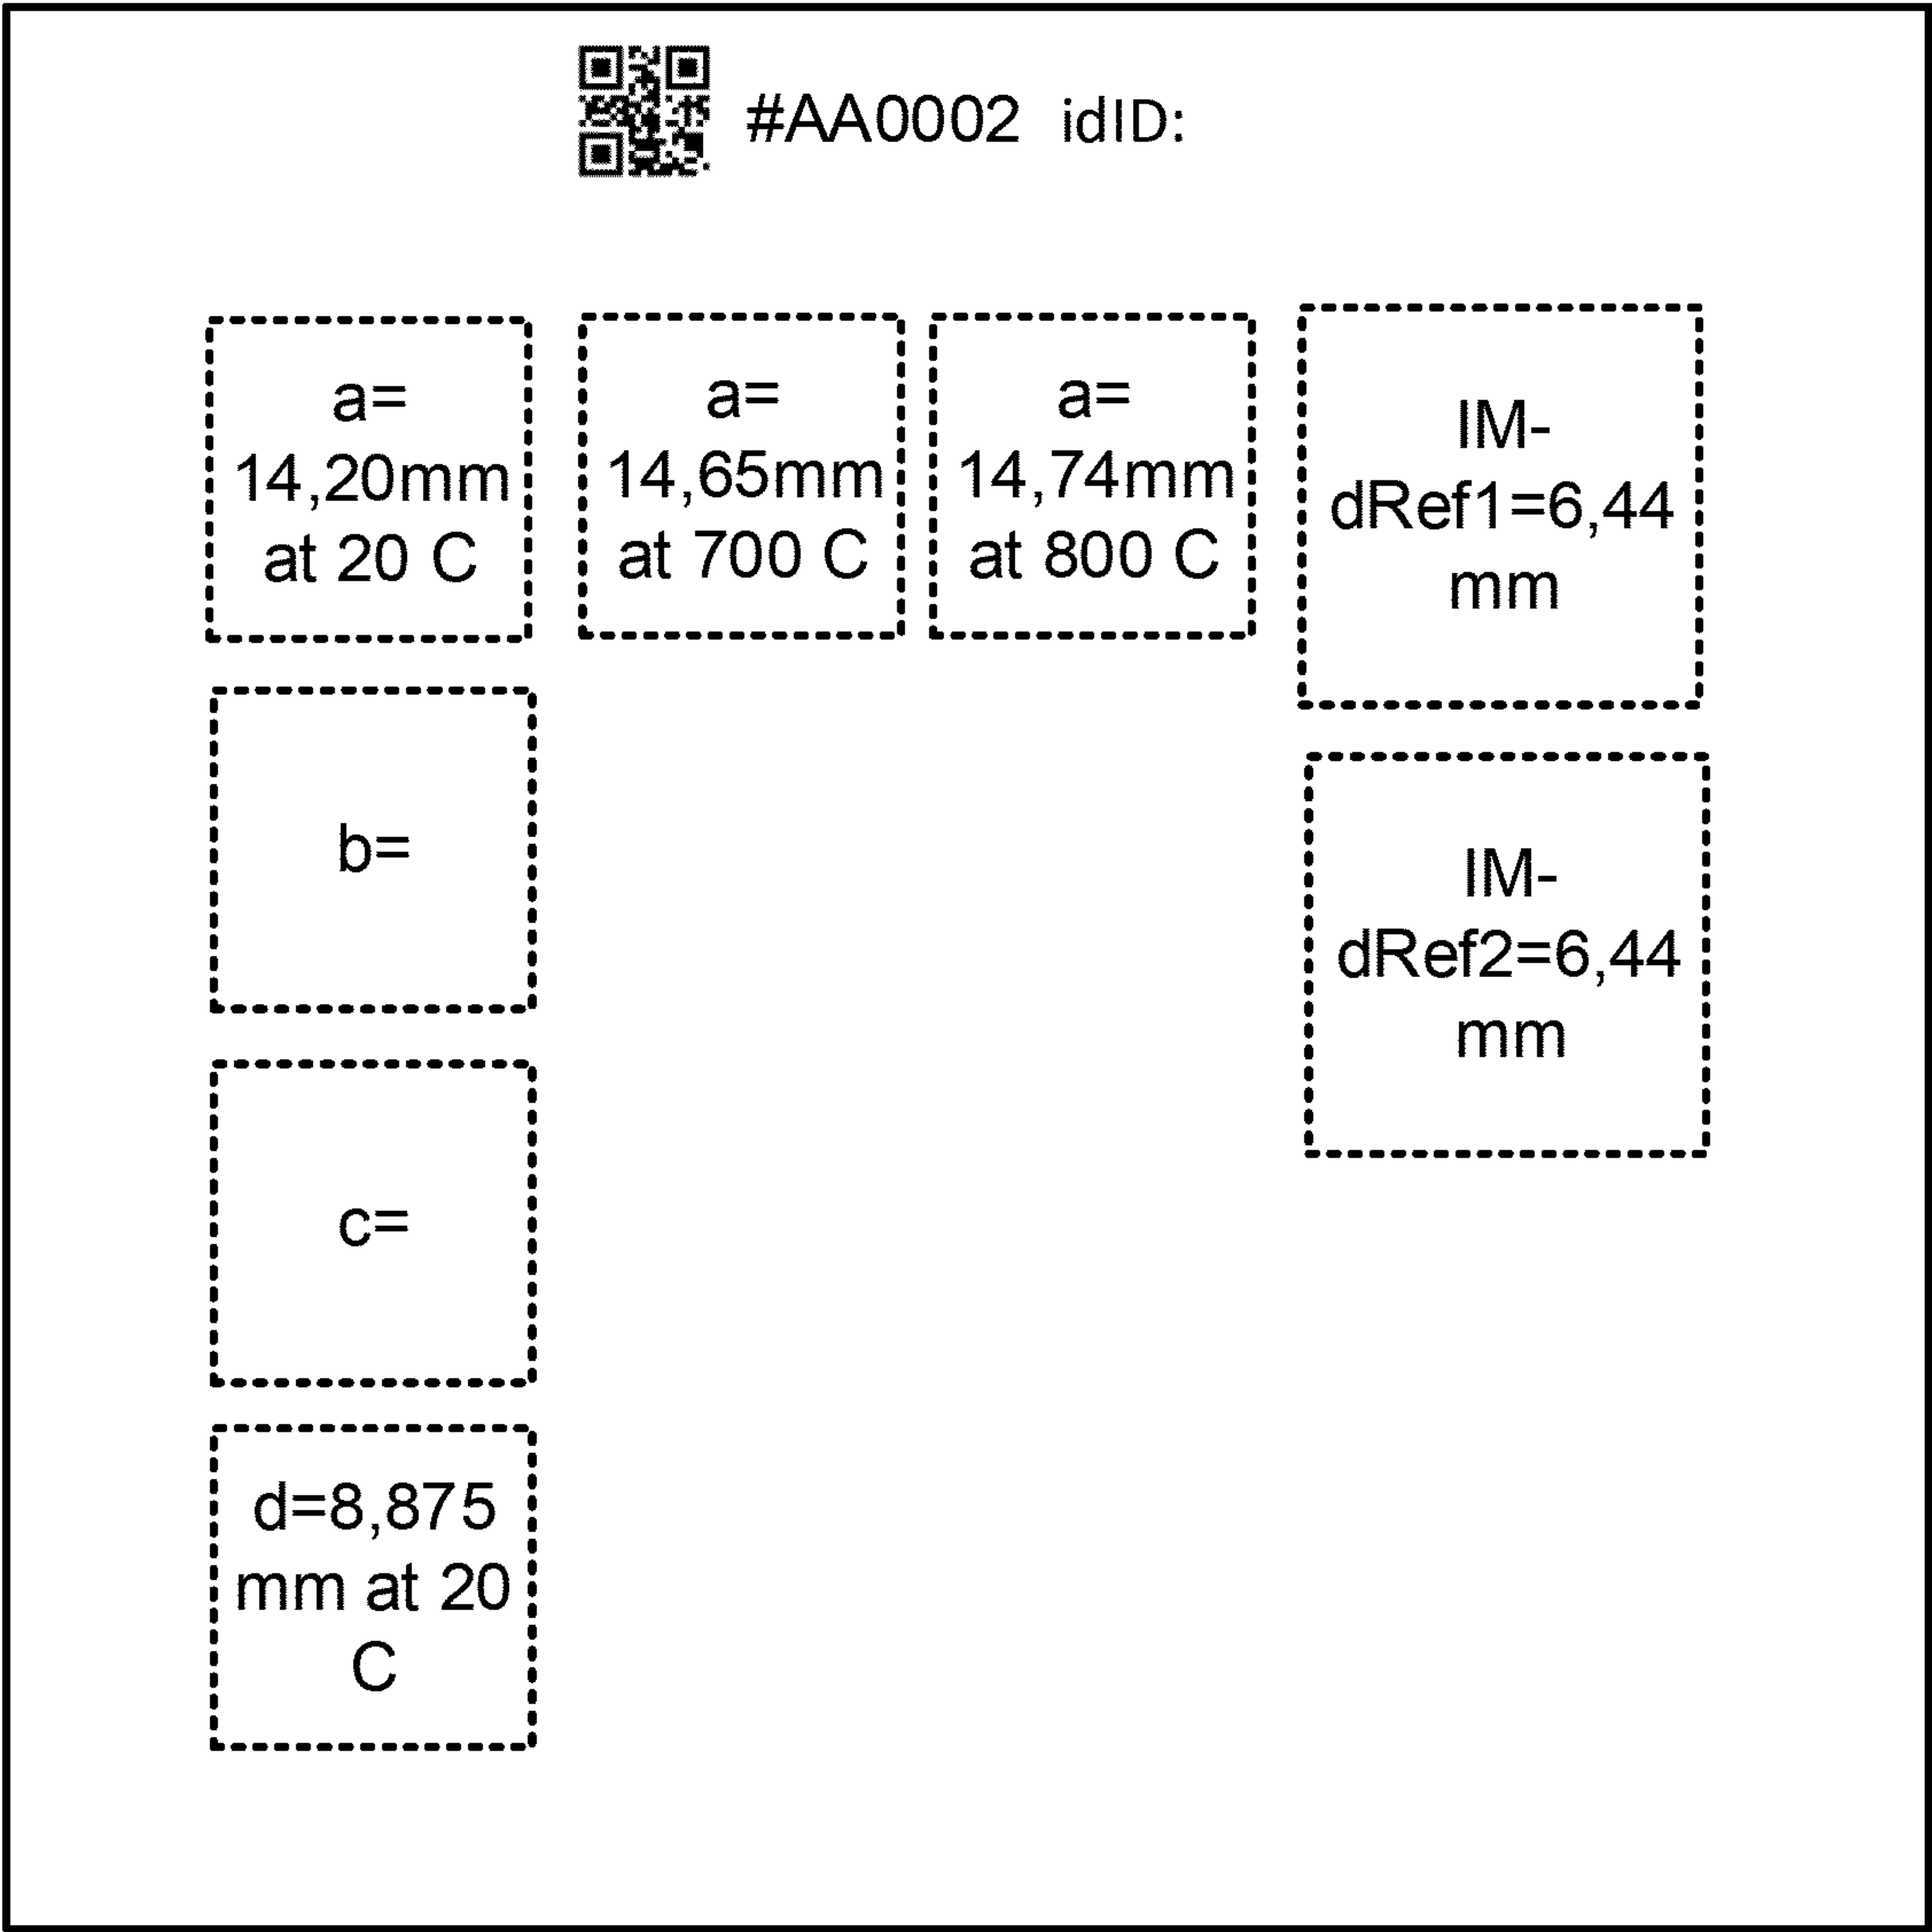 #AA0002 idID:
a=
14,20mm
at 20 C
a=
14,65mm
at 700 C
a=
14,74mm
at 800 C
IM-
dRef1=6,44
mm
b=
IM-
dRef2=6,44
mm
c=
d=8,875
mm at 20
C